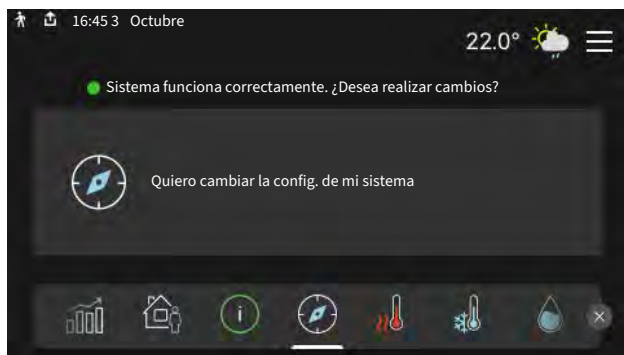 16:45 3 Octubre
22.0°
Sistema funciona correctamente. ¿Desea realizar cambios?
Quiero cambiar la config. de mi sistema
i